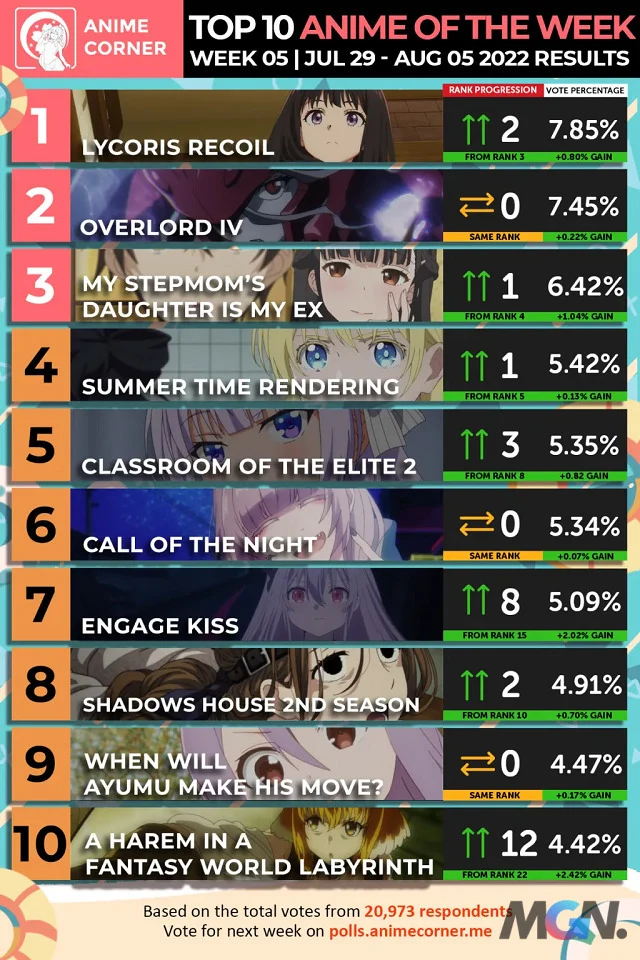 ANIME
CORNER
TOP 10 ANIME OF THE WEEK
WEEK 05 | JUL 29 - AUG 05 2022 RESULTS
RANK PROGRESSION VOTE PERCENTAGE
1 LYCORIS RECOIL 2 7.85%
FROM RANK 3 +0.80% GAIN
2 OVERLORD IV 0 7.45%
SAME RANK +0.22% GAIN
3 MY STEPMOM'S
DAUGHTER IS MY EX 1 6.42%
FROM RANK 4 +1.04% GAIN
4 SUMMER TIME RENDERING 1 5.42%
FROM RANK 5 +0.13% GAIN
5 CLASSROOM OF THE ELITE 2 3 5.35%
FROM RANK 8 +0.82 GAIN
6 CALL OF THE NIGHT 0 5.34%
SAME RANK +0.07% GAIN
7 ENGAGE KISS 8 5.09%
FROM RANK 15 +2.02% GAIN
8 SHADOWS HOUSE 2ND SEASON 2 4.91%
FROM RANK 10 +0.70% GAIN
9 WHEN WILL
AYUMU MAKE HIS MOVE? 0 4.47%
SAME RANK +0.17% GAIN
10 A HAREM IN A
FANTASY WORLD LABYRINTH 12 4.42%
FROM RANK 22 +2.42% GAIN
Based on the total votes from 20,973 respondents
Vote for next week on polls.animecorner.me
MGN.